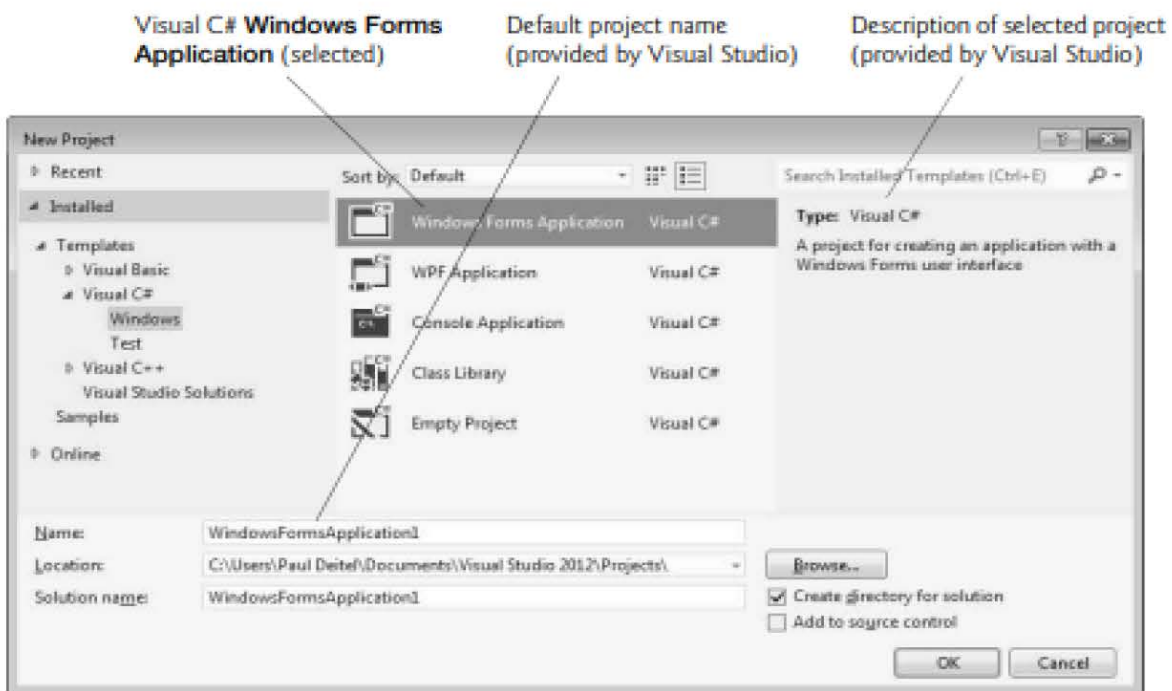 Visual C# Windows Forms
Application (selected)
Default project name
(provided by Visual Studio)
Description of selected project
(provided by Visual Studio)
New Project
Recent
Installed
Templates
Visual Basic
Visual C#
Windows
Test
Visual C++
Visual Studio Solutions
Samples
Online
Sort by: Default
Windows Forms Application Visual C#
WPF Application Visual C#
Console Application Visual C#
Class Library Visual C#
Empty Project Visual C#
Search Installed Templates (Ctrl+E)
Type: Visual C#
A project for creating an application with a
Windows Forms user interface
Name: WindowsFormsApplication1
Location: C:\Users\Paul Deitel\Documents\Visual Studio 2012\Projects\
Browse...
Solution name: WindowsFormsApplication1
Create directory for solution
Add to source control
OK Cancel